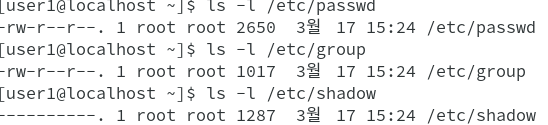 [user1@localhost ~]$ ls -l /etc/passwd
-rw-r--r--. 1 root root 2650  3월  17 15:24 /etc/passwd
[user1@localhost ~]$ ls -l /etc/group
-rw-r--r--. 1 root root 1017  3월  17 15:24 /etc/group
[user1@localhost ~]$ ls -l /etc/shadow
----------. 1 root root 1287  3월  17 15:24 /etc/shadow